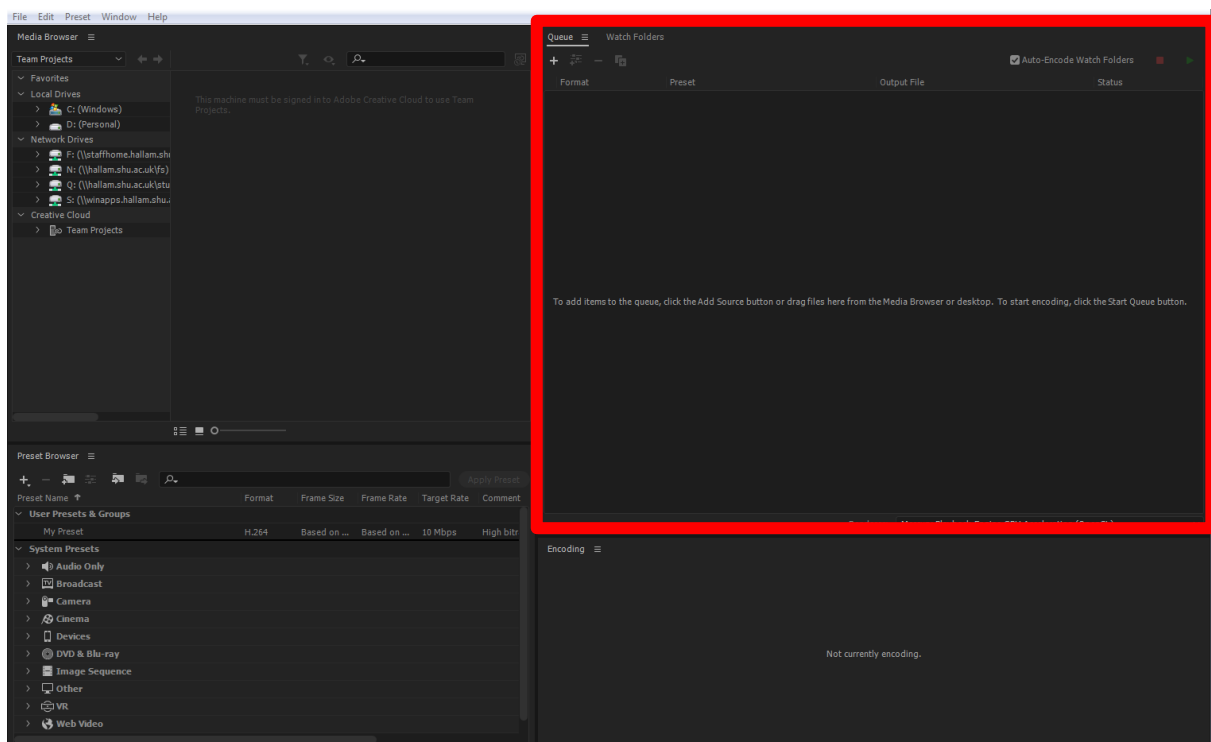 File Edit Preset Window Help
Media Browser
Team Projects
Favorites
Local Drives
C: (Windows)
D: (Personal)
Network Drives
F: (\\staffhome.hallam.sh
N: (\\hallam.shu.ac.uk\fs)
Q: (\\hallam.shu.ac.uk\stu
S: (\\winapps.hallam.shu.
Creative Cloud
Team Projects
This machine must be signed in to Adobe Creative Cloud to use Team
Projects.
Queue Watch Folders
Auto-Encode Watch Folders
Format Preset Output File Status
To add items to the queue, click the Add Source button or drag files here from the Media Browser or desktop. To start encoding, click the Start Queue button.
Preset Browser
Apply Preset
Preset Name Format Frame Size Frame Rate Target Rate Comment
User Presets & Groups
My Preset H.264 Based on ... Based on ... 10 Mbps High bitr
System Presets
Audio Only
TV Broadcast
Camera
Cinema
Devices
DVD & Blu-ray
Image Sequence
Other
VR
Web Video
Encoding
Not currently encoding.